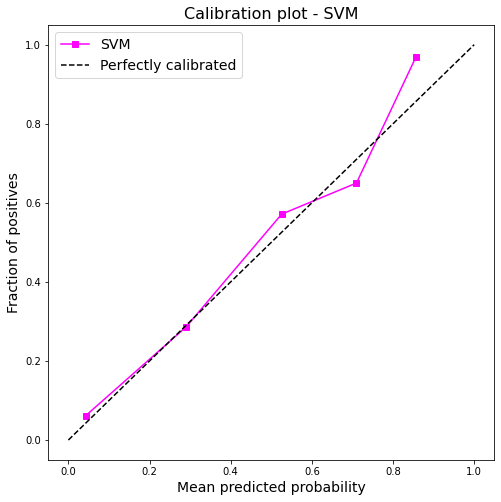 Calibration plot - SVM
SVM
Perfectly calibrated
Fraction of positives
1.0
0.8
0.6
0.4
0.2
0.0
0.0 0.2 0.4 0.6 0.8 1.0
Mean predicted probability